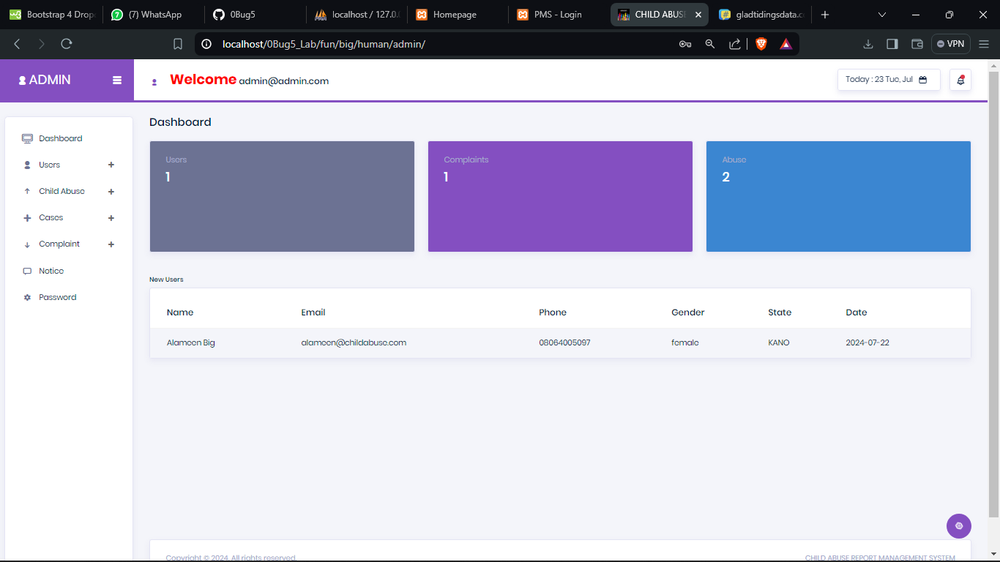 Bootstrap 4 Drop
(7) WhatsApp
0Bug5
localhost / 127.0.
Homepage
PMS - Login
CHILD ABUSE
gladtidingsdata.c
localhost/0Bug5_Lab/fun/big/human/admin/
VPN
ADMIN
Welcome admin@admin.com
Today : 23 Tue, Jul
Dashboard
Users
Child Abuse
Cases
Complaint
Notice
Password
Dashboard
Users
1
Complaints
1
Abuse
2
New Users
Name Email Phone Gender State Date
Alameen Big alameen@childabuse.com 08064005097 female KANO 2024-07-22
Copyright © 2024. All rights reserved.
CHILD ABUSE REPORT MANAGEMENT SYSTEM